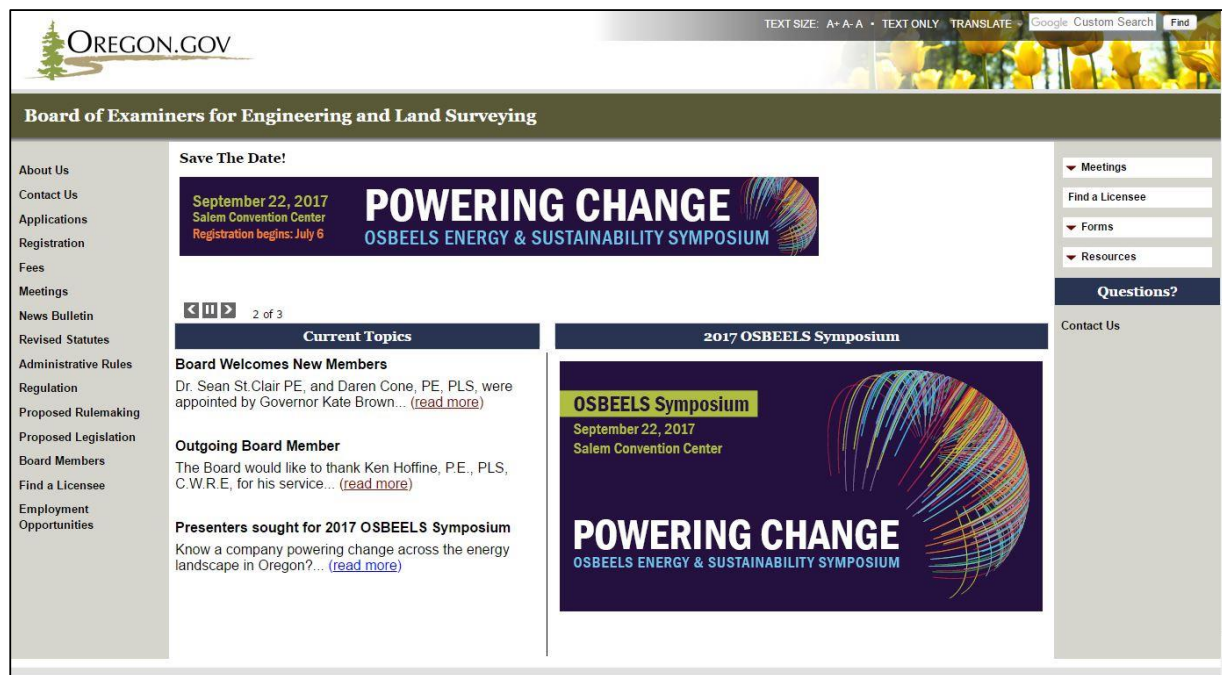 OREGON.GOV
TEXT SIZE: A+ A- A • TEXT ONLY TRANSLATE
Google Custom Search
Find
Board of Examiners for Engineering and Land Surveying
About Us
Contact Us
Applications
Registration
Fees
Meetings
News Bulletin
Revised Statutes
Administrative Rules
Regulation
Proposed Rulemaking
Proposed Legislation
Board Members
Find a Licensee
Employment
Opportunities
Save The Date!
September 22, 2017
Salem Convention Center
Registration begins: July 6
POWERING CHANGE
OSBEELS ENERGY & SUSTAINABILITY SYMPOSIUM
2 of 3
Current Topics
Board Welcomes New Members
Dr. Sean St.Clair PE, and Daren Cone, PE, PLS, were
appointed by Governor Kate Brown... (read more)
Outgoing Board Member
The Board would like to thank Ken Hoffine, P.E., PLS,
C.W.R.E, for his service... (read more)
Presenters sought for 2017 OSBEELS Symposium
Know a company powering change across the energy
landscape in Oregon?... (read more)
2017 OSBEELS Symposium
OSBEELS Symposium
September 22, 2017
Salem Convention Center
POWERING CHANGE
OSBEELS ENERGY & SUSTAINABILITY SYMPOSIUM
Meetings
Find a Licensee
Forms
Resources
Questions?
Contact Us